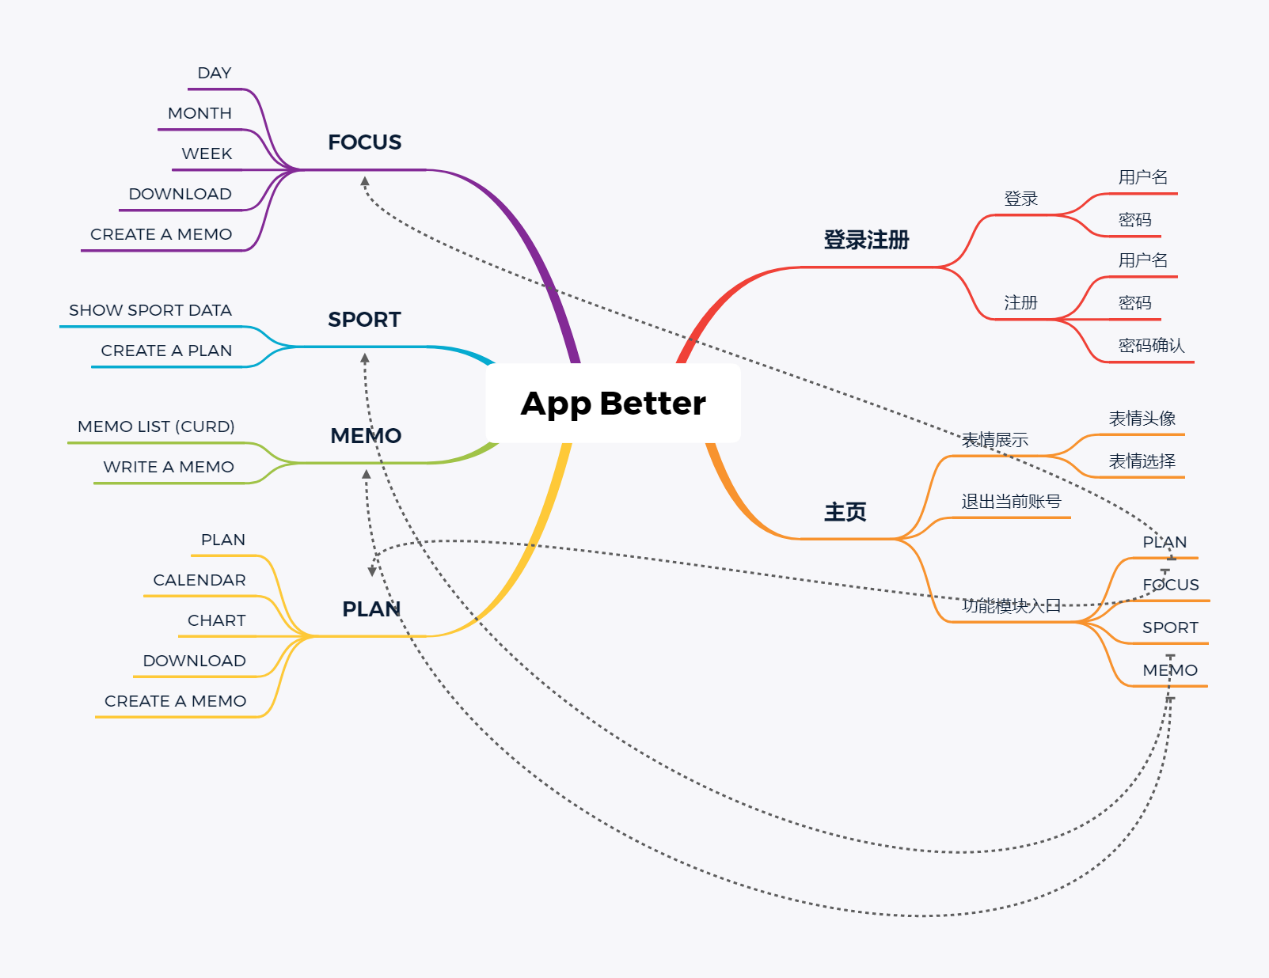 App Better
登录注册
登录
用户名
密码
注册
用户名
密码
密码确认
主页
表情展示
表情头像
表情选择
退出当前账号
功能模块入口
PLAN
FOCUS
SPORT
MEMO
FOCUS
DAY
MONTH
WEEK
DOWNLOAD
CREATE A MEMO
SPORT
SHOW SPORT DATA
CREATE A PLAN
MEMO
MEMO LIST (CURD)
WRITE A MEMO
PLAN
PLAN
CALENDAR
CHART
DOWNLOAD
CREATE A MEMO